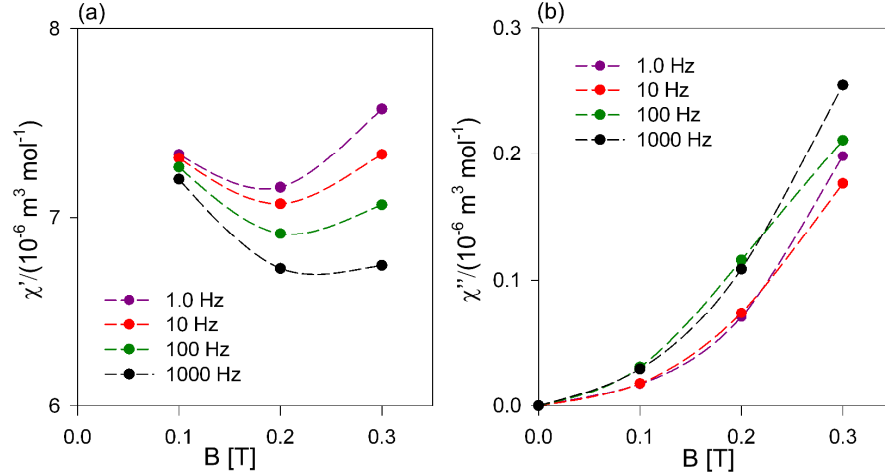 (a)
8
7
6
χ'/(10⁻⁶ m³ mol⁻¹)
1.0 Hz
10 Hz
100 Hz
1000 Hz
0.0 0.1 0.2 0.3
B [T]
(b)
0.3
0.2
0.1
0.0
χ''/(10⁻⁶ m³ mol⁻¹)
1.0 Hz
10 Hz
100 Hz
1000 Hz
0.0 0.1 0.2 0.3
B [T]